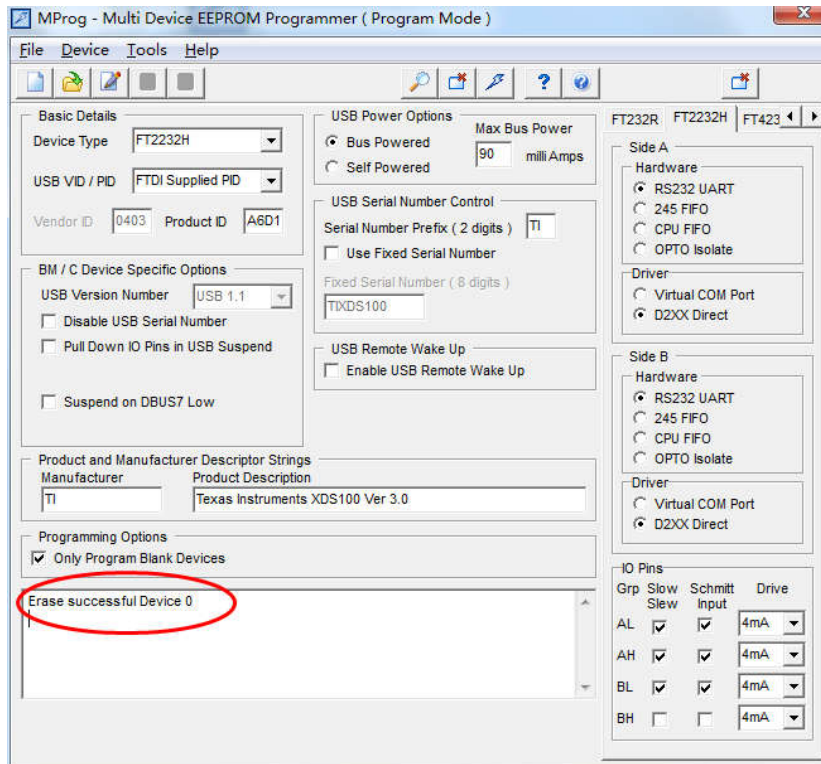 MProg - Multi Device EEPROM Programmer ( Program Mode )
File Device Tools Help
Basic Details
Device Type FT2232H
USB VID / PID FTDI Supplied PID
Vendor ID 0403 Product ID A6D1
BM / C Device Specific Options
USB Version Number USB 1.1
Disable USB Serial Number
Pull Down IO Pins in USB Suspend
Suspend on DBUS7 Low
USB Power Options
Bus Powered
Self Powered
Max Bus Power
90 milli Amps
USB Serial Number Control
Serial Number Prefix ( 2 digits ) TI
Use Fixed Serial Number
Fixed Serial Number ( 8 digits )
TIXDS100
USB Remote Wake Up
Enable USB Remote Wake Up
Product and Manufacturer Descriptor Strings
Manufacturer Product Description
TI Texas Instruments XDS100 Ver 3.0
Programming Options
Only Program Blank Devices
Erase successful Device 0
FT232R FT2232H FT423
Side A
Hardware
RS232 UART
245 FIFO
CPU FIFO
OPTO Isolate
Driver
Virtual COM Port
D2XX Direct
Side B
Hardware
RS232 UART
245 FIFO
CPU FIFO
OPTO Isolate
Driver
Virtual COM Port
D2XX Direct
IO Pins
Grp Slow Schmitt Drive
Slew Input
AL 4mA
AH 4mA
BL 4mA
BH 4mA